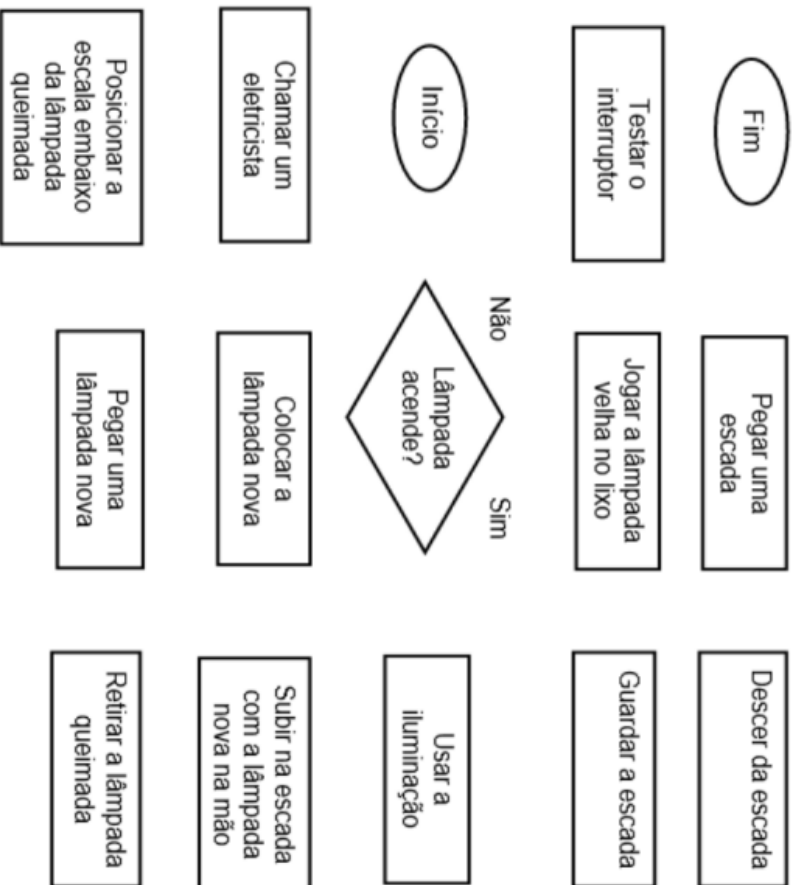 Fim
Pegar uma
escada
Descer da escada
Testar o
interruptor
Jogar a lâmpada
velha no lixo
Guardar a escada
Início
Não
Lâmpada
acende?
Sim
Usar a
iluminação
Chamar um
eletricista
Colocar a
lâmpada nova
Subir na escada
com a lâmpada
nova na mão
Posicionar a
escala embaixo
da lâmpada
queimada
Pegar uma
lâmpada nova
Retirar a lâmpada
queimada